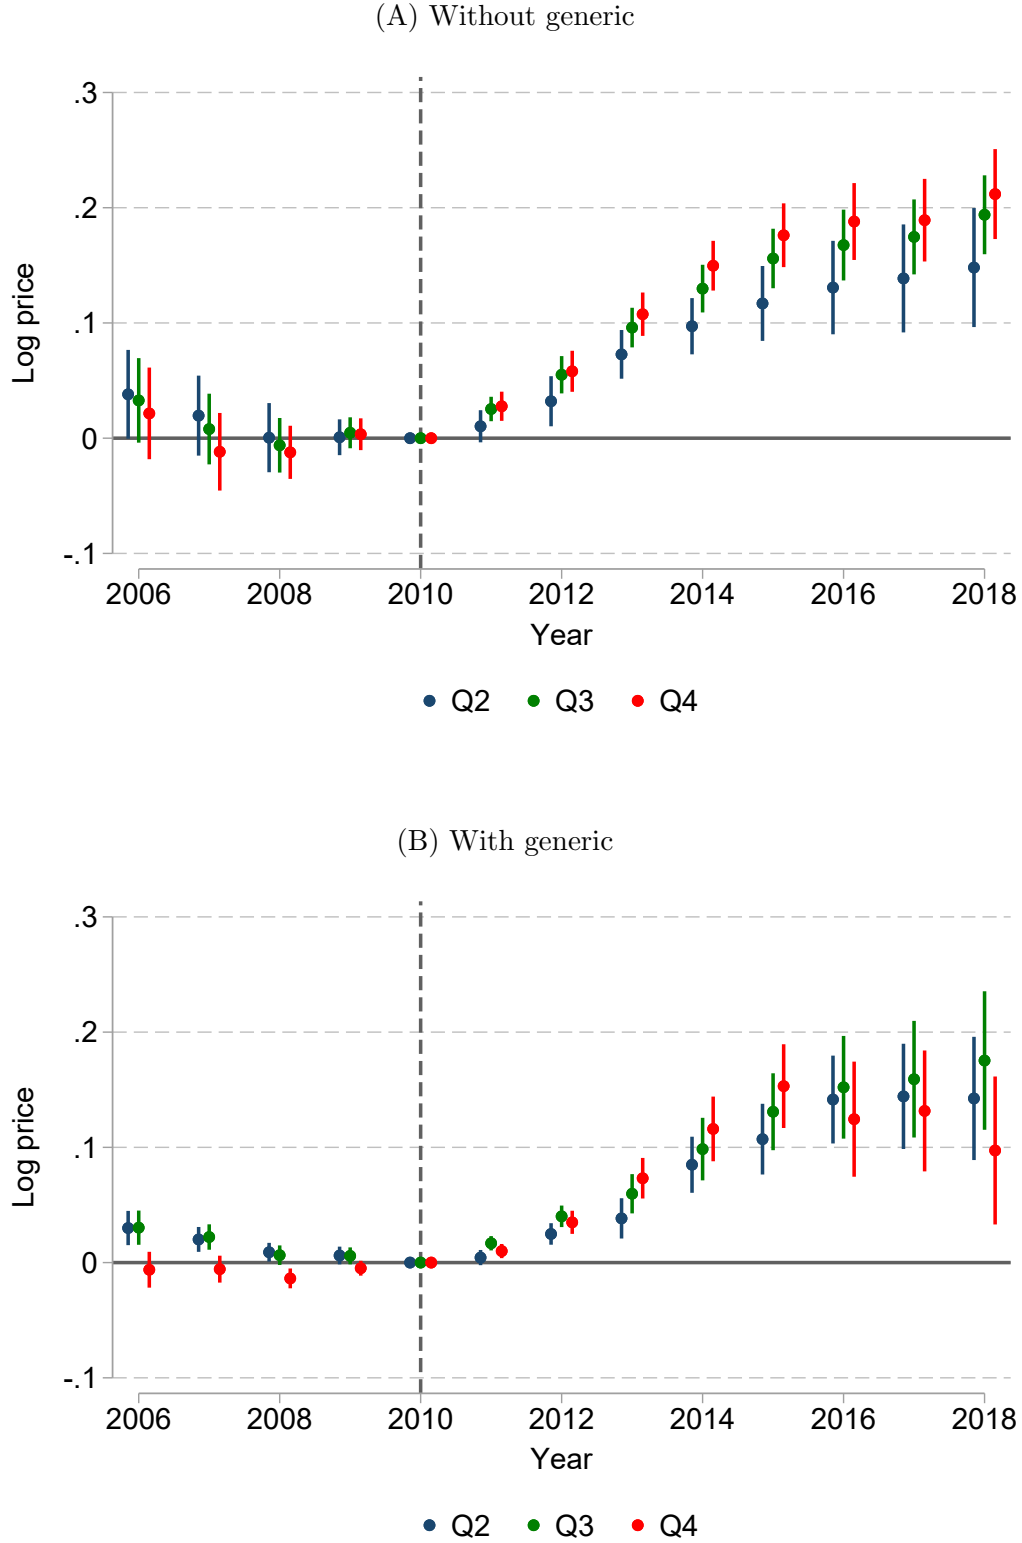 (A) Without generic
.3
.2
.1
0
-.1
Log price
2006 2008 2010 2012 2014 2016 2018
Year
Q2 Q3 Q4
(B) With generic
.3
.2
.1
0
-.1
Log price
2006 2008 2010 2012 2014 2016 2018
Year
Q2 Q3 Q4